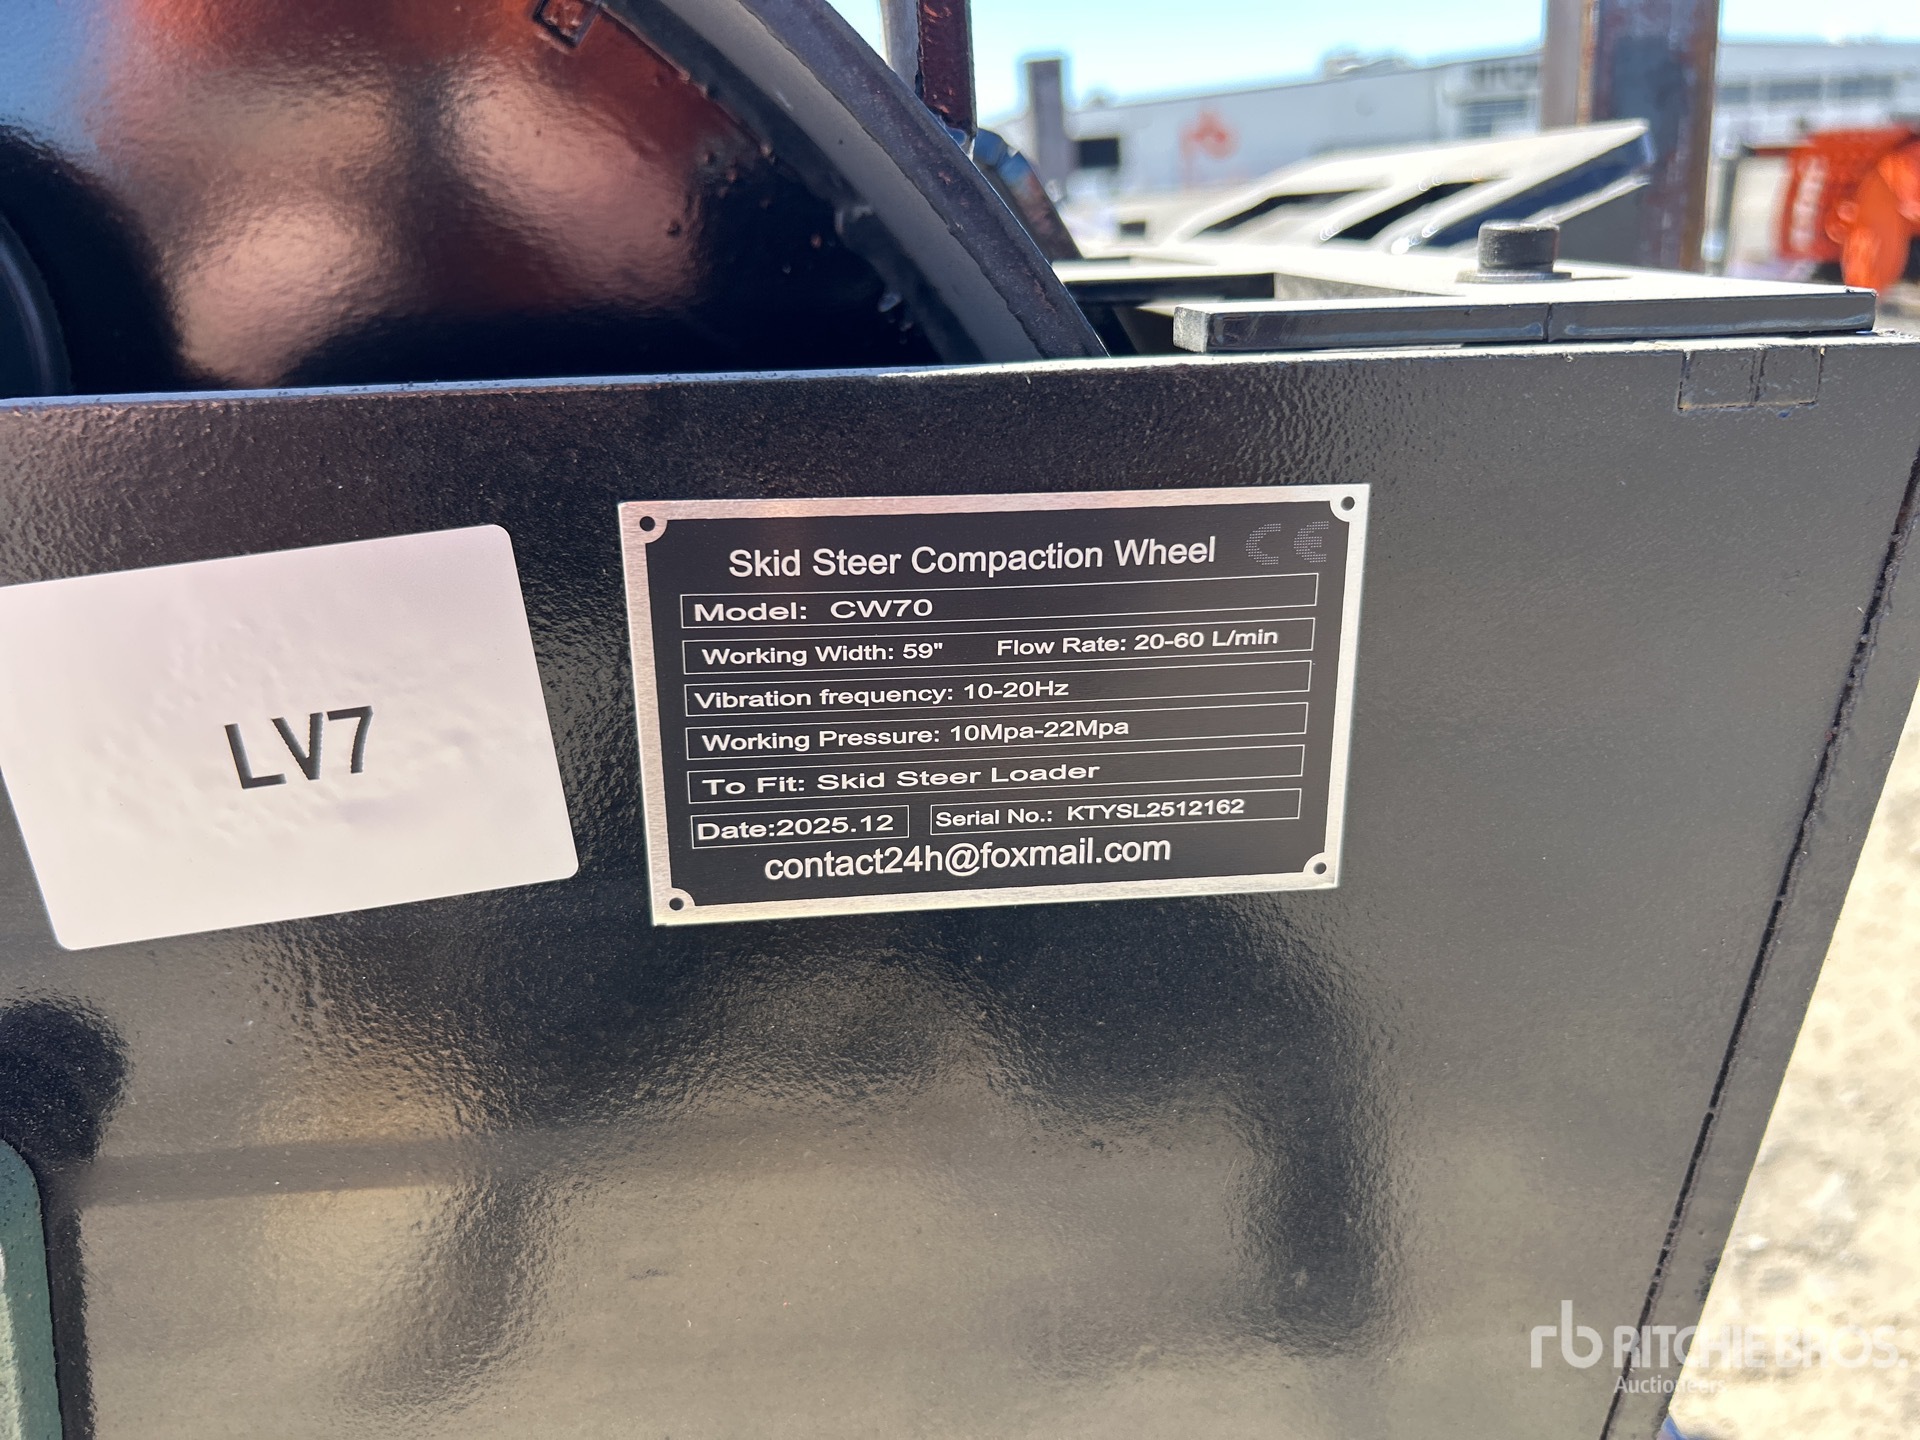 Skid Steer Compaction Wheel CE
Model: CW70
Working Width: 59" Flow Rate: 20-60 L/min
Vibration frequency: 10-20Hz
Working Pressure: 10Mpa-22Mpa
To Fit: Skid Steer Loader
Date:2025.12 Serial No.: KTYSL2512162
contact24h@foxmail.com
LV7
rb RITCHIE BROS.
Auctioneers